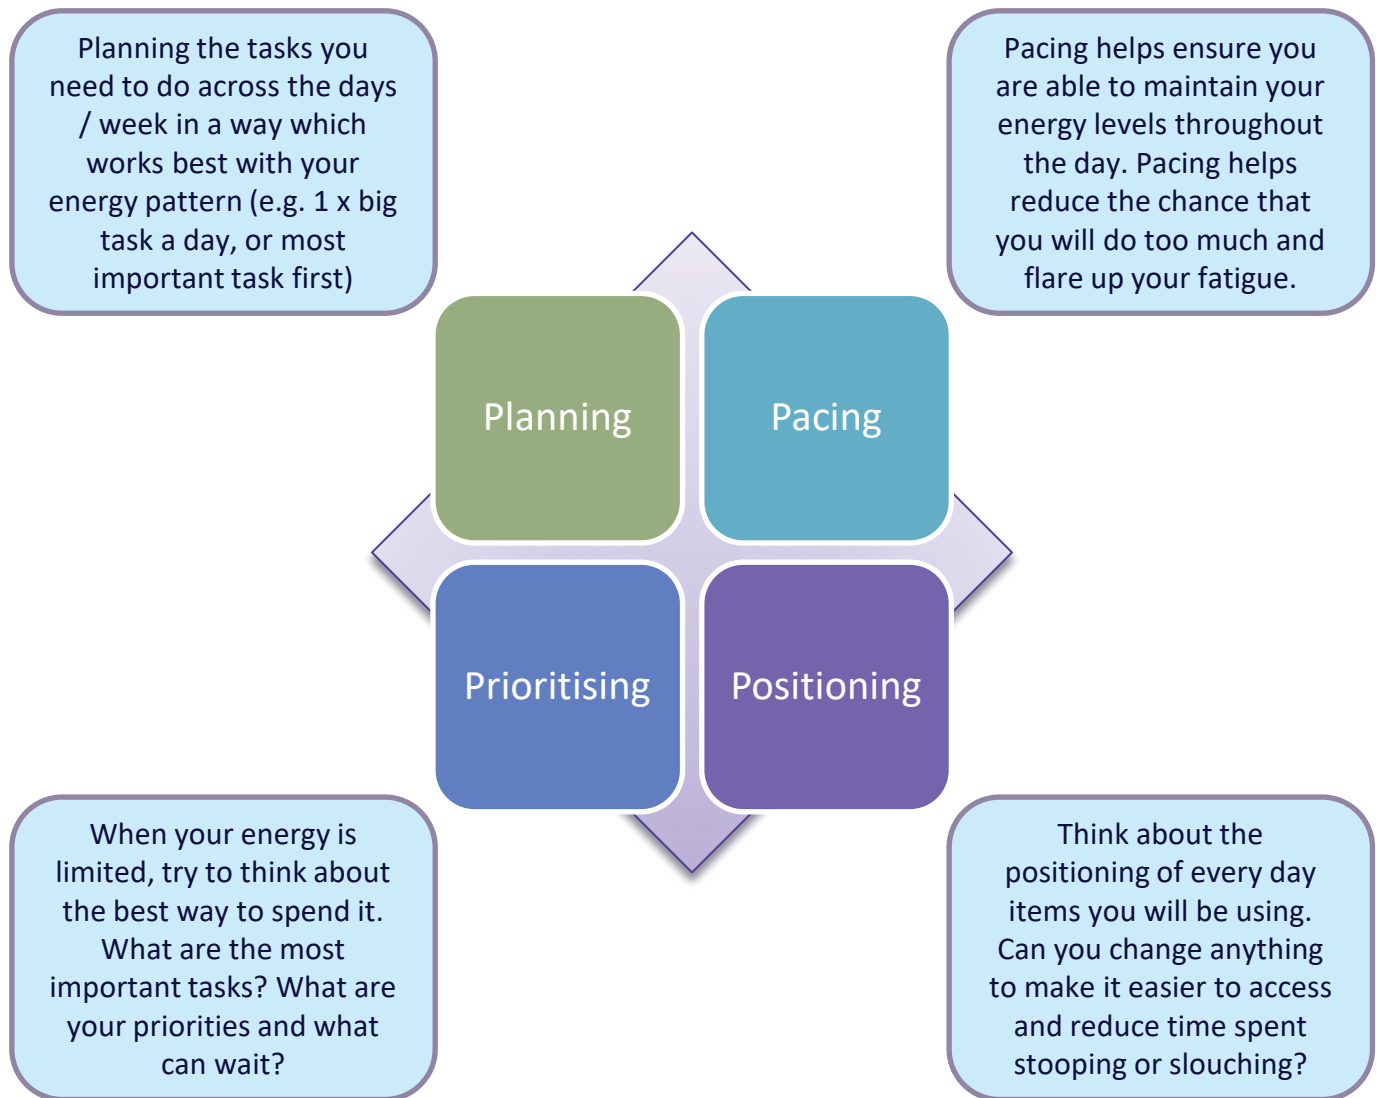 Planning the tasks you
need to do across the days
/ week in a way which
works best with your
energy pattern (e.g. 1 x big
task a day, or most
important task first)
Pacing helps ensure you
are able to maintain your
energy levels throughout
the day. Pacing helps
reduce the chance that
you will do too much and
flare up your fatigue.
Planning
Pacing
Prioritising
Positioning
When your energy is
limited, try to think about
the best way to spend it.
What are the most
important tasks? What are
your priorities and what
can wait?
Think about the
positioning of every day
items you will be using.
Can you change anything
to make it easier to access
and reduce time spent
stooping or slouching?